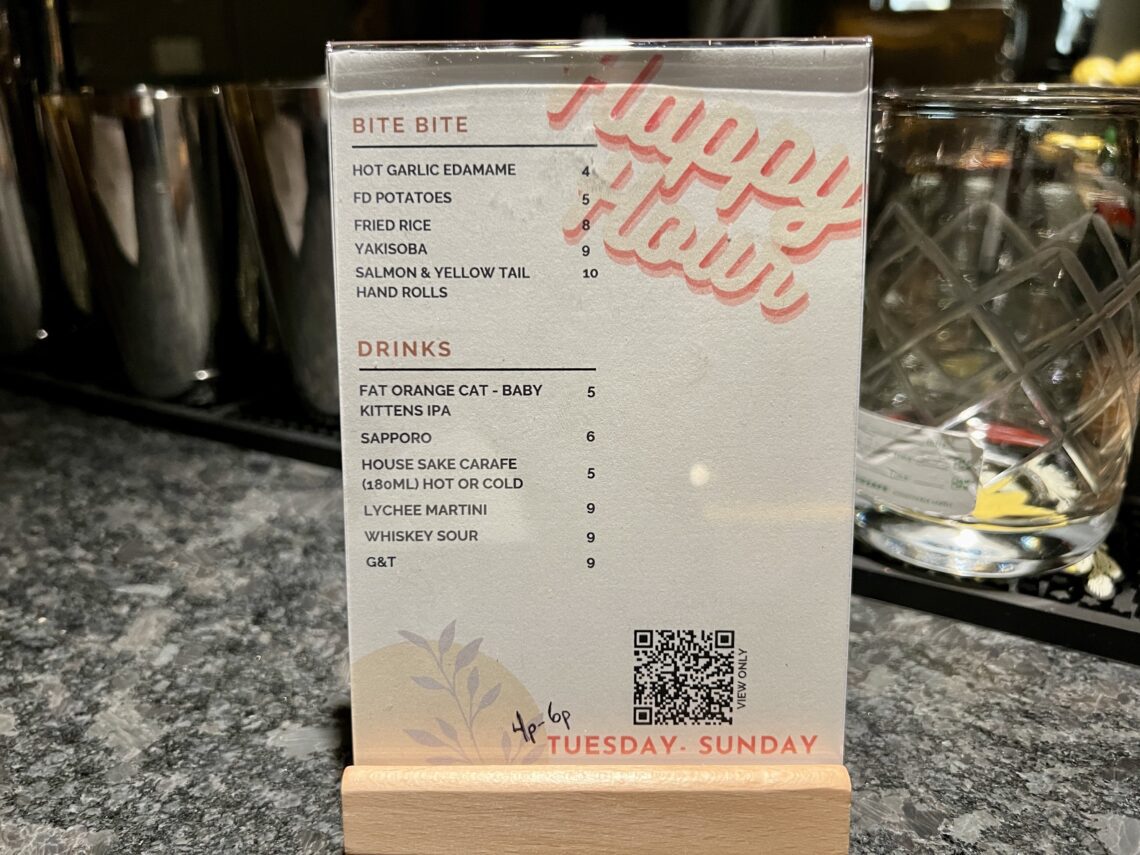 Happy
Hour
BITE BITE
HOT GARLIC EDAMAME 4
FD POTATOES 5
FRIED RICE 8
YAKISOBA 9
SALMON & YELLOW TAIL 10
HAND ROLLS
DRINKS
FAT ORANGE CAT - BABY 5
KITTENS IPA
SAPPORO 6
HOUSE SAKE CARAFE
(180ML) HOT OR COLD 5
LYCHEE MARTINI 9
WHISKEY SOUR 9
G&T 9
VIEW ONLY
4p-6p
TUESDAY- SUNDAY